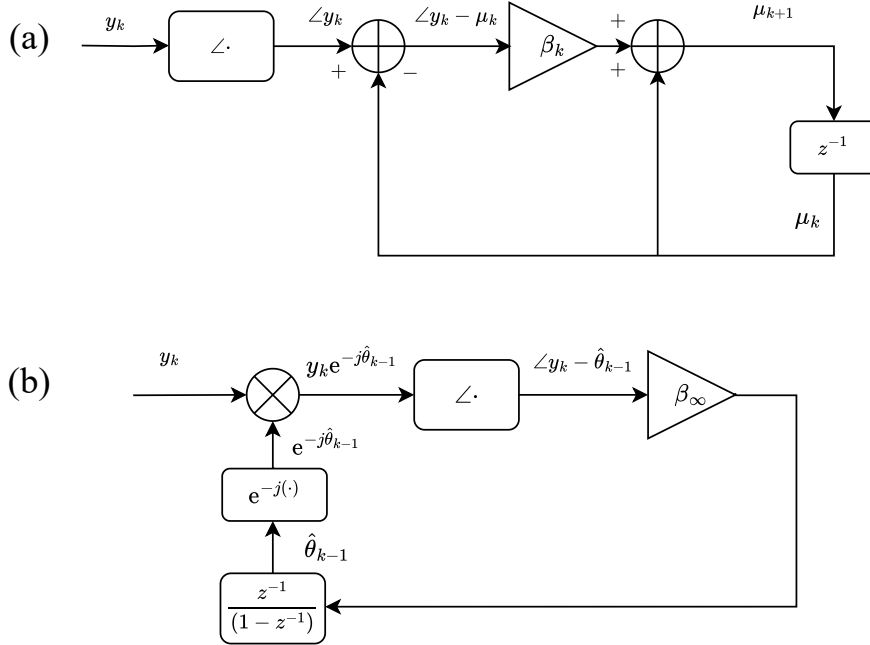 (a)
y_k
∠·
∠y_k
+
−
∠y_k − μ_k
β_k
+
+
μ_{k+1}
z^{−1}
μ_k
(b)
y_k
y_k e^{−jθ̂_{k−1}}
∠·
∠y_k − θ̂_{k−1}
β_∞
e^{−jθ̂_{k−1}}
e^{−j(·)}
θ̂_{k−1}
z^{−1}
(1 − z^{−1})